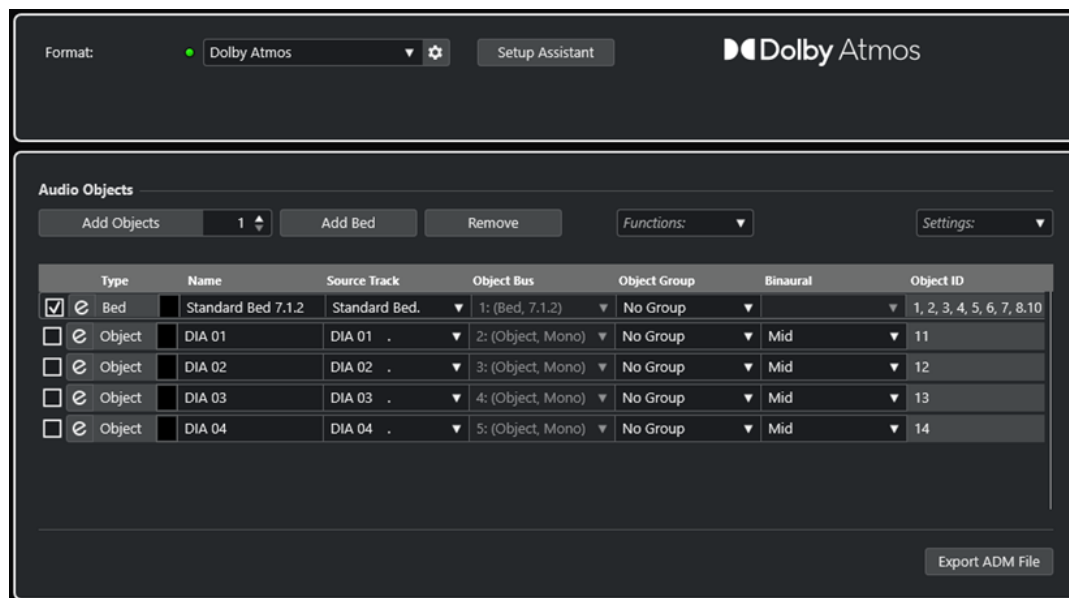 Format: Dolby Atmos Setup Assistant Dolby Atmos
Audio Objects
Add Objects 1 Add Bed Remove Functions: Settings:
Type Name Source Track Object Bus Object Group Binaural Object ID
e Bed Standard Bed 7.1.2 Standard Bed. 1: (Bed, 7.1.2) No Group 1, 2, 3, 4, 5, 6, 7, 8.10
e Object DIA 01 DIA 01 . 2: (Object, Mono) No Group Mid 11
e Object DIA 02 DIA 02 . 3: (Object, Mono) No Group Mid 12
e Object DIA 03 DIA 03 . 4: (Object, Mono) No Group Mid 13
e Object DIA 04 DIA 04 . 5: (Object, Mono) No Group Mid 14
Export ADM File